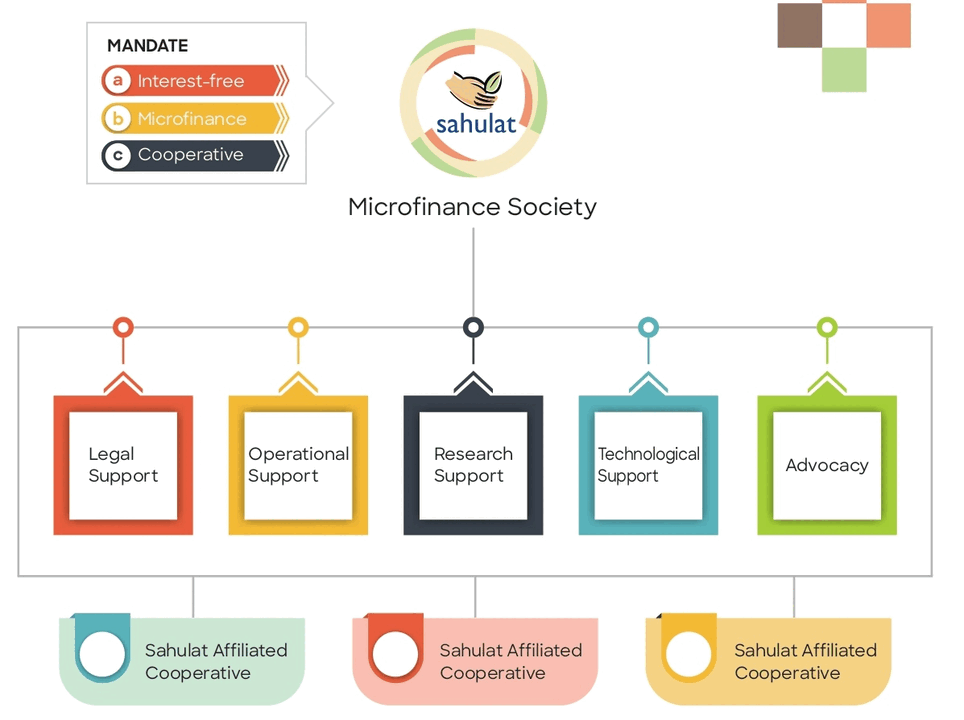 MANDATE
a Interest-free
b Microfinance
c Cooperative
sahulat
Microfinance Society
Legal
Support
Operational
Support
Research
Support
Technological
Support
Advocacy
Sahulat Affiliated
Cooperative
Sahulat Affiliated
Cooperative
Sahulat Affiliated
Cooperative